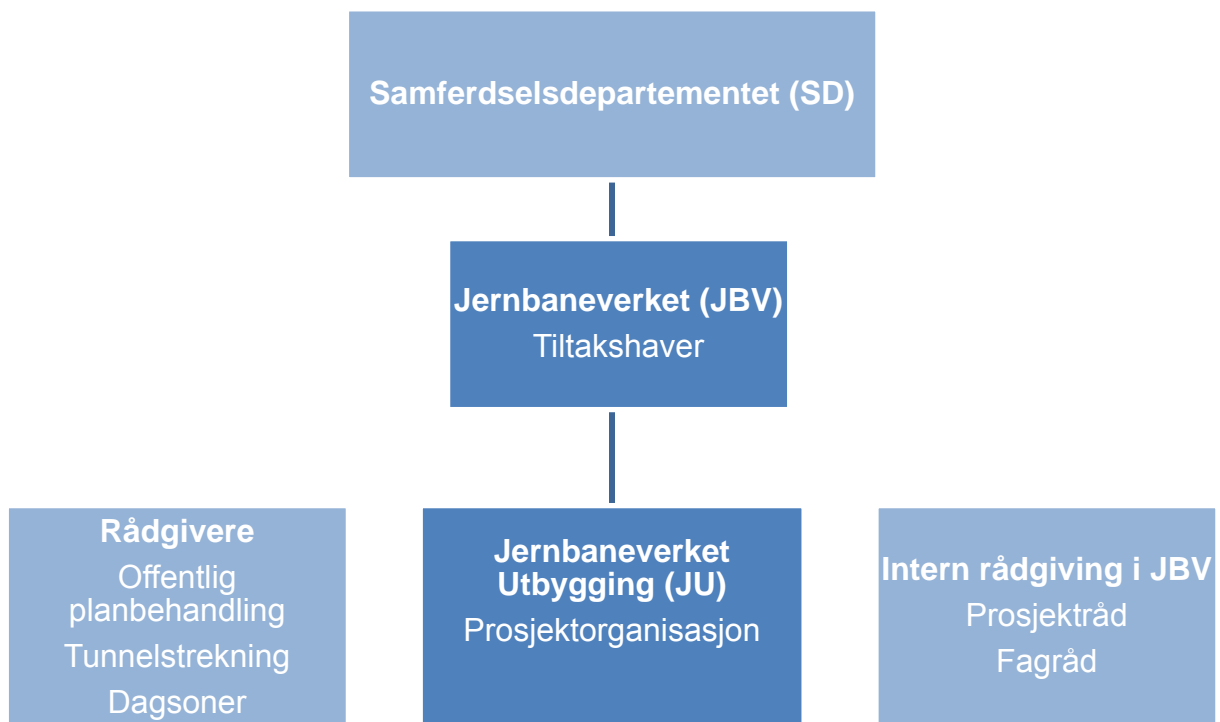 Samferdselsdepartementet (SD)
Jernbaneverket (JBV)
Tiltakshaver
Rådgivere
Offentlig
planbehandling
Tunnelstrekning
Dagsoner
Jernbaneverket
Utbygging (JU)
Prosjektorganisasjon
Intern rådgiving i JBV
Prosjektråd
Fagråd